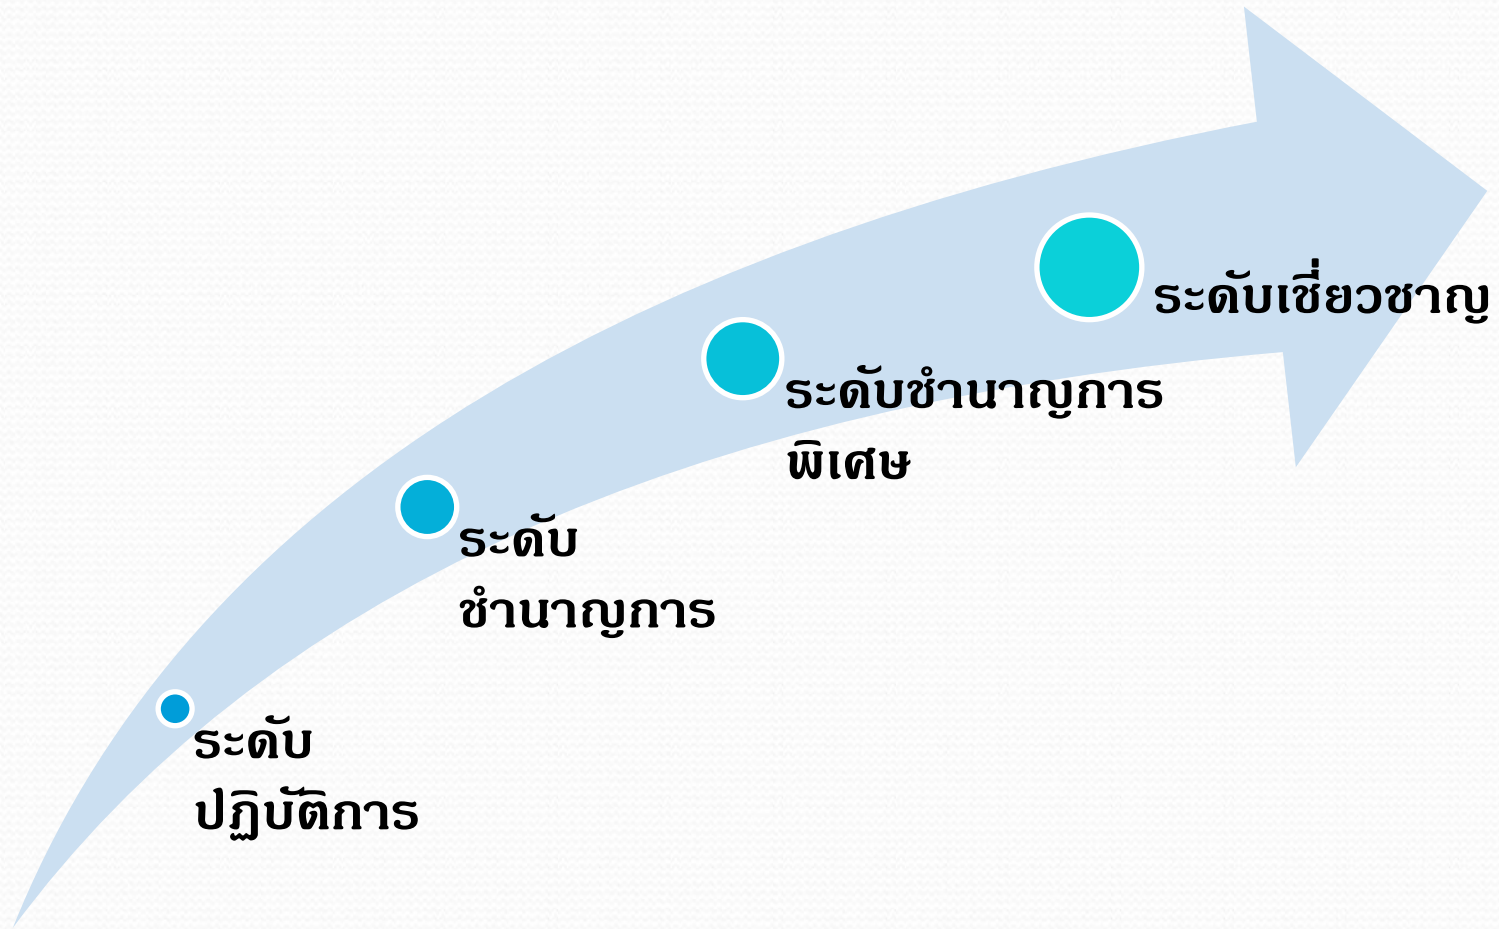 ระดับเชี่ยวชาญ
ระดับชำนาญการ
พิเศษ
ระดับ
ชำนาญการ
ระดับ
ปฏิบัติการ